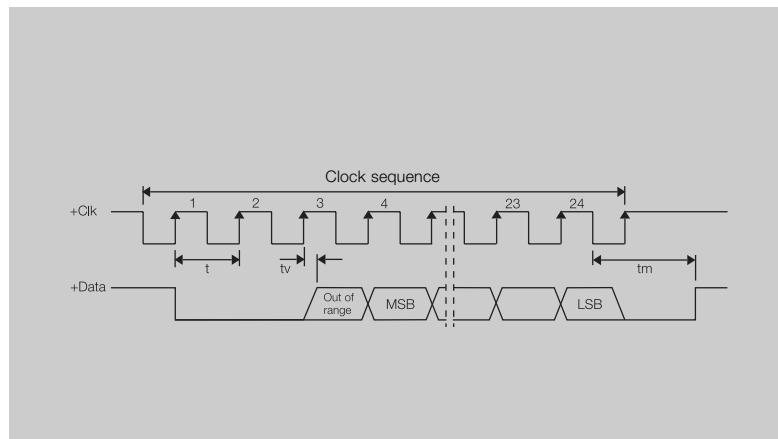 Clock sequence
+Clk 1 2 3 4 23 24
t tv tm
+Data Out of range MSB LSB